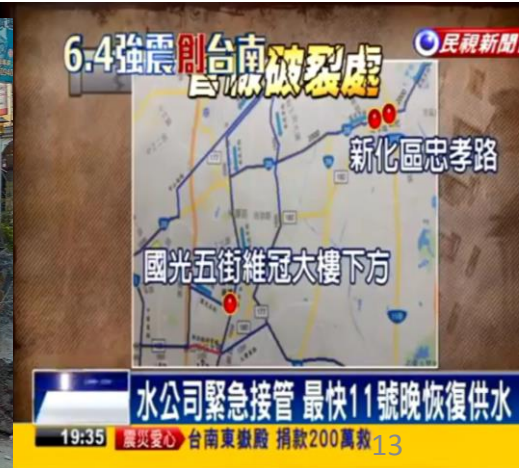 6.4強震創台南
民視新聞
管線破裂處
新化區忠孝路
國光五街維冠大樓下方
水公司緊急接管 最快11號晚恢復供水
19:35 震災愛心 台南東嶽殿 捐款200萬救
13